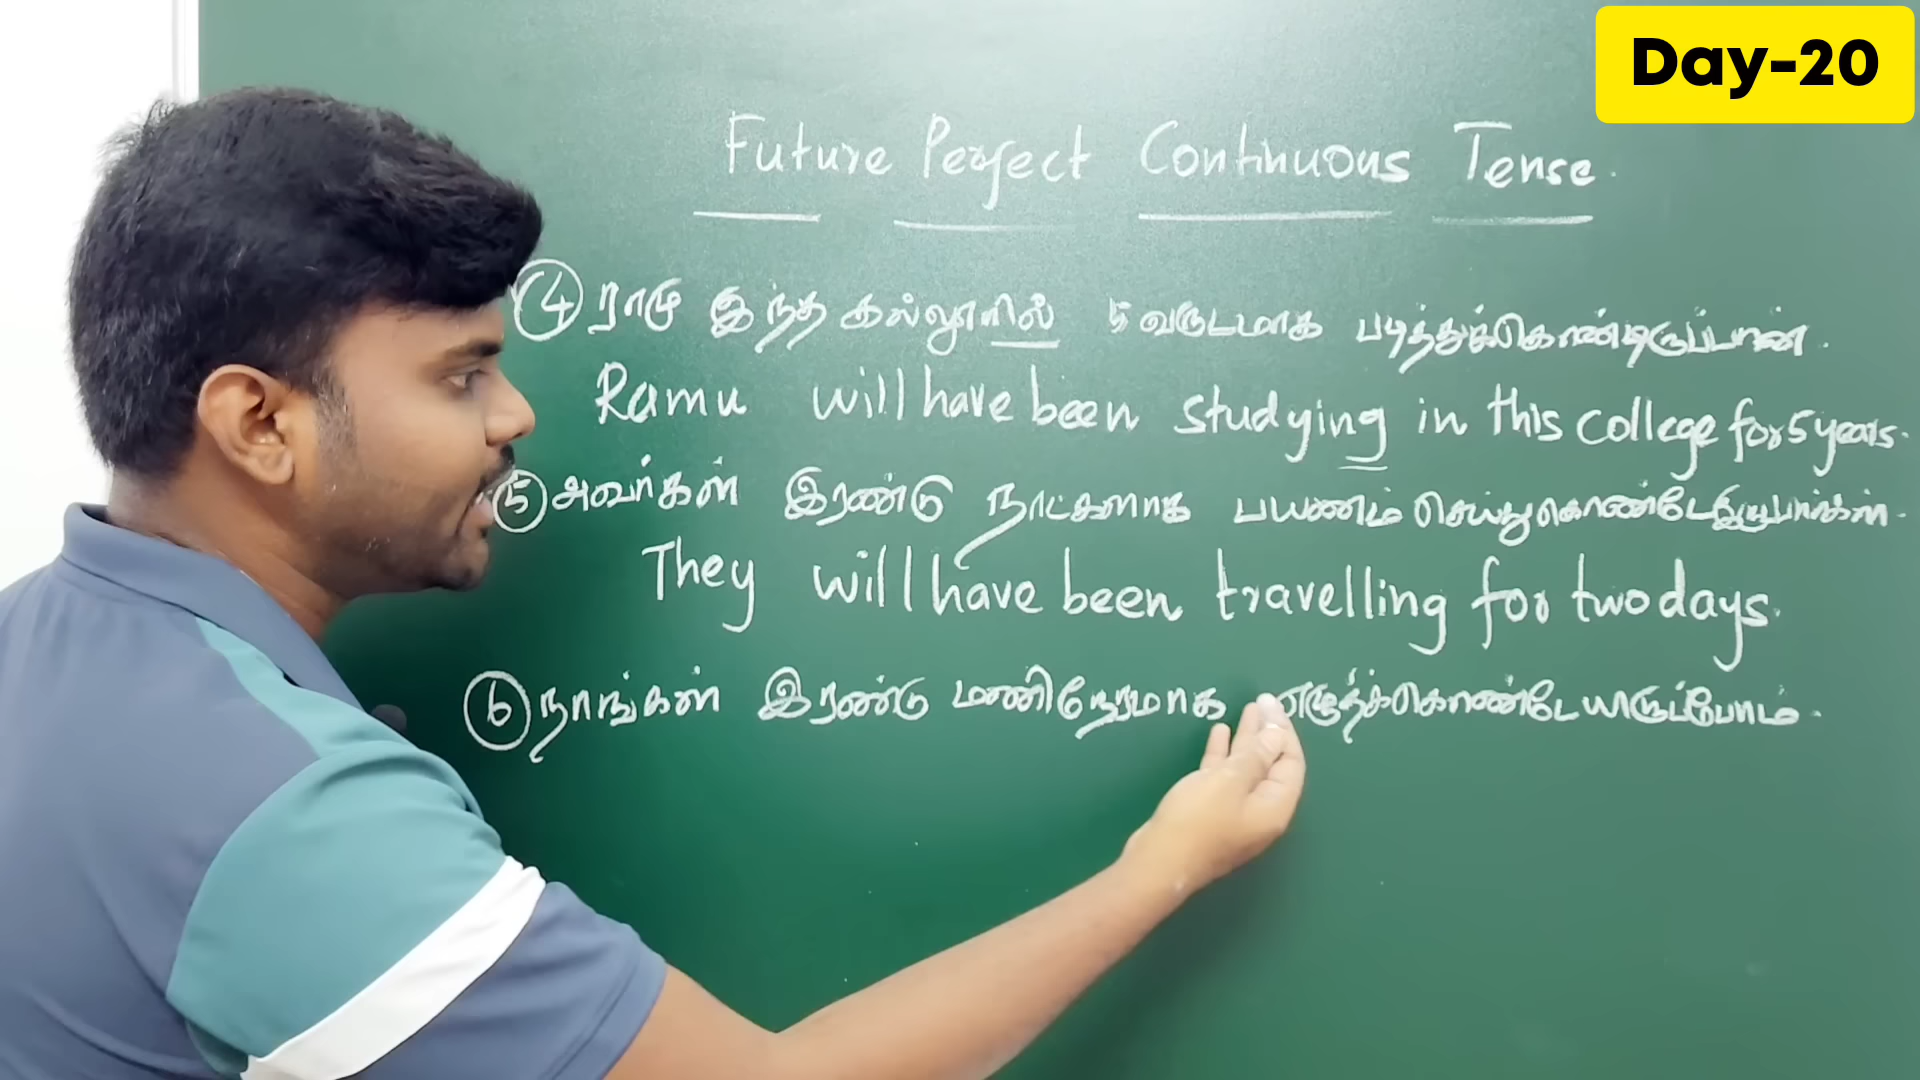 Day-20
Future Perfect Continuous Tense.
4 ராமு இந்த கல்லூரியில் 5 வருடமாக படித்துக்கொண்டிருப்பான்.
Ramu will have been studying in this college for 5 years.
5 அவர்கள் இரண்டு நாட்களாக பயணம் செய்துகொண்டேஇருப்பார்கள்.
They will have been travelling for two days.
6 நாங்கள் இரண்டு மணிநேரமாக எழுதிக்கொண்டேயிருப்போம்.